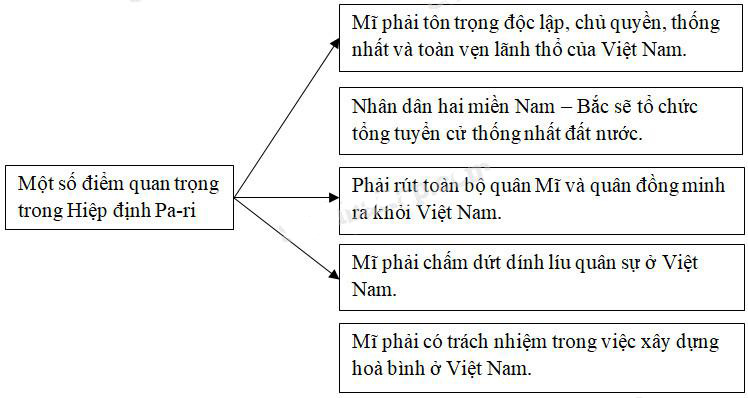 Mĩ phải tôn trọng độc lập, chủ quyền, thống
nhất và toàn vẹn lãnh thổ của Việt Nam.
Nhân dân hai miền Nam – Bắc sẽ tổ chức
tổng tuyển cử thống nhất đất nước.
Một số điểm quan trọng
trong Hiệp định Pa-ri
Phải rút toàn bộ quân Mĩ và quân đồng minh
ra khỏi Việt Nam.
Mĩ phải chấm dứt dính líu quân sự ở Việt
Nam.
Mĩ phải có trách nhiệm trong việc xây dựng
hoà bình ở Việt Nam.